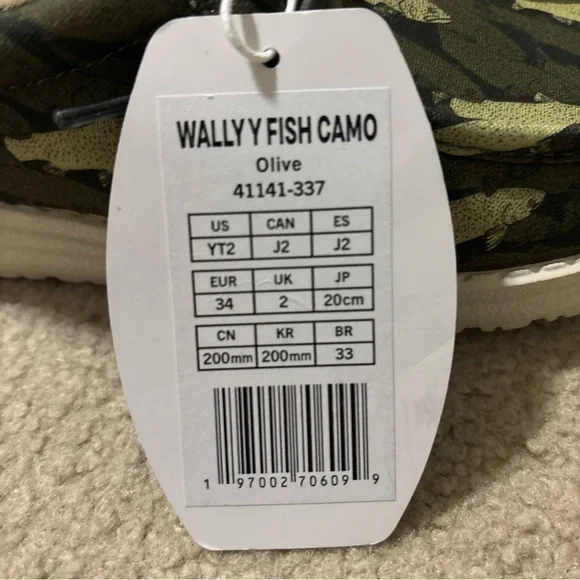 WALLY Y FISH CAMO
Olive
41141-337
US CAN ES
YT2 J2 J2
EUR UK JP
34 2 20cm
CN KR BR
200mm 200mm 33
1 97002 70609 9